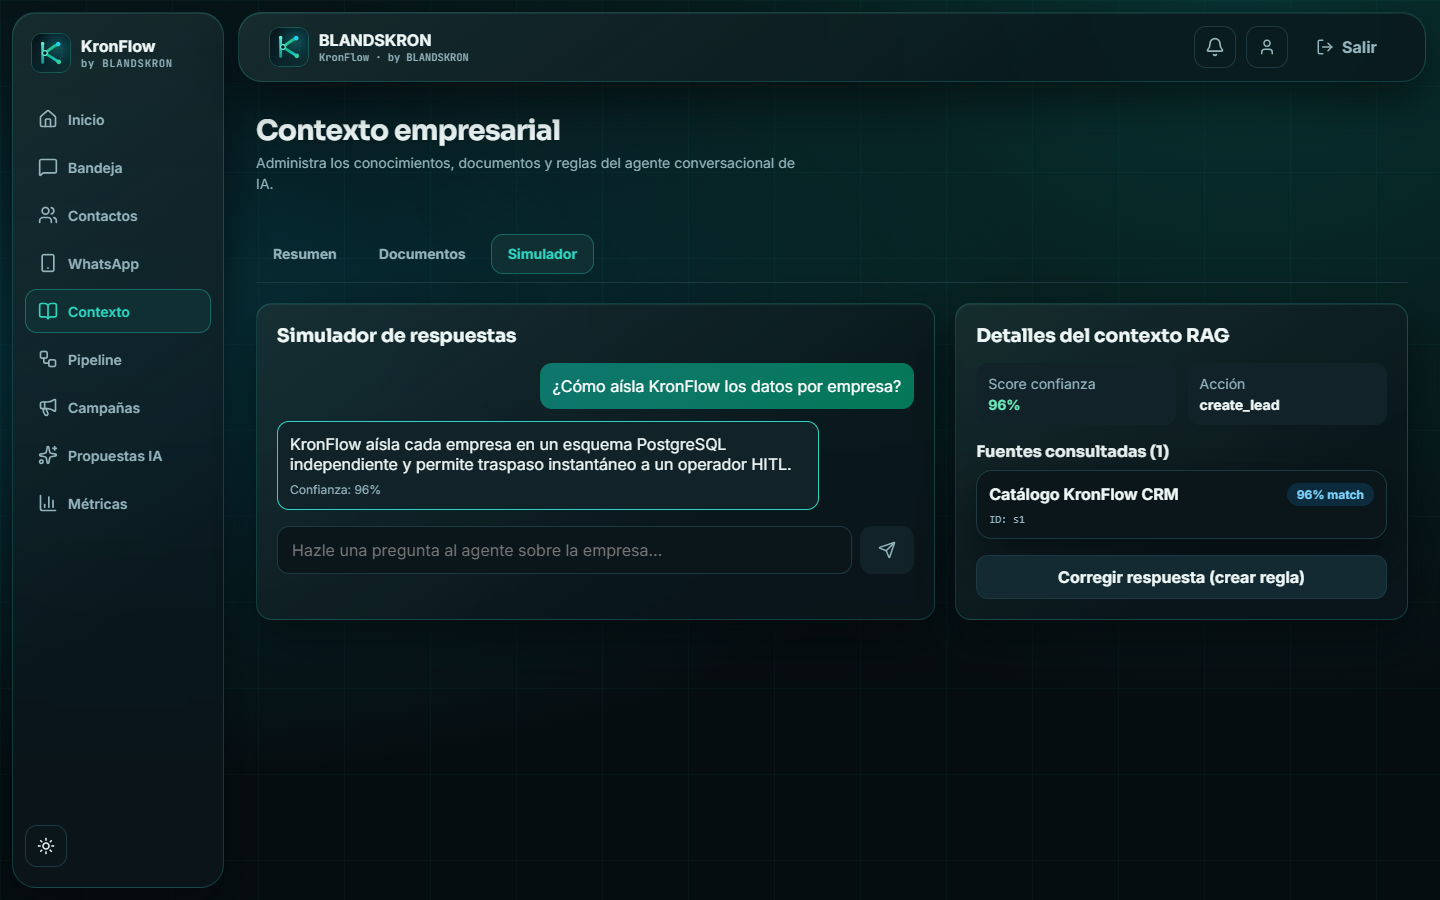 KronFlow
by BLANDSKRON
Inicio
Bandeja
Contactos
WhatsApp
Contexto
Pipeline
Campañas
Propuestas IA
Métricas
BLANDSKRON
KronFlow · by BLANDSKRON
Salir
Contexto empresarial
Administra los conocimientos, documentos y reglas del agente conversacional de
IA.
Resumen
Documentos
Simulador
Simulador de respuestas
¿Cómo aísla KronFlow los datos por empresa?
KronFlow aísla cada empresa en un esquema PostgreSQL
independiente y permite traspaso instantáneo a un operador HITL.
Confianza: 96%
Hazle una pregunta al agente sobre la empresa...
Detalles del contexto RAG
Score confianza
96%
Acción
create_lead
Fuentes consultadas (1)
Catálogo KronFlow CRM
96% match
ID: s1
Corregir respuesta (crear regla)